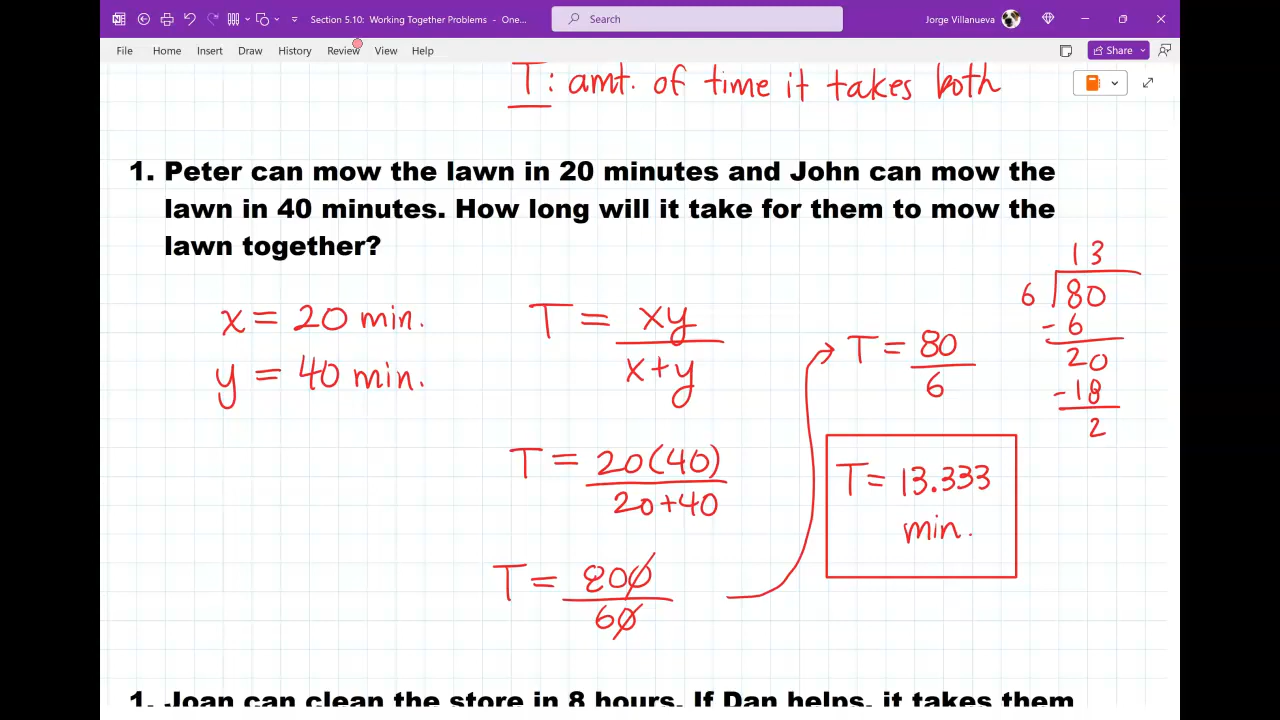 Section 5.10: Working Together Problems - One...
Search
Jorge Villanueva
File Home Insert Draw History Review View Help
Share
T: amt. of time it takes both
1. Peter can mow the lawn in 20 minutes and John can mow the
lawn in 40 minutes. How long will it take for them to mow the
lawn together?
x = 20 min.
y = 40 min.
T = xy
x+y
T = 20(40)
20+40
T = 800
60
T = 80
6
T = 13.333
min.
13
6 80
-6
20
-18
2
1. Joan can clean the store in 8 hours. If Dan helps, it takes them